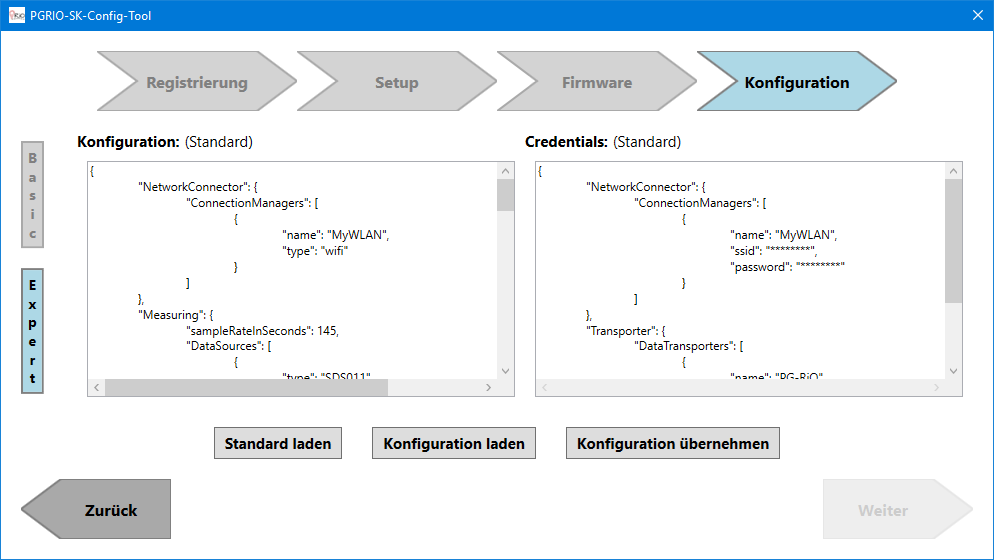 PGRIO-SK-Config-Tool
Registrierung
Setup
Firmware
Konfiguration
Basic
Expert
Konfiguration: (Standard)
{
"NetworkConnector": {
"ConnectionManagers": [
{
"name": "MyWLAN",
"type": "wifi"
}
]
},
"Measuring": {
"sampleRateInSeconds": 145,
"DataSources": [
{
"type": "SDS011"
Credentials: (Standard)
{
"NetworkConnector": {
"ConnectionManagers": [
{
"name": "MyWLAN",
"ssid": "********",
"password": "********"
}
]
},
"Transporter": {
"DataTransporters": [
{
"name": "PG-RiO"
Standard laden
Konfiguration laden
Konfiguration übernehmen
Zurück
Weiter